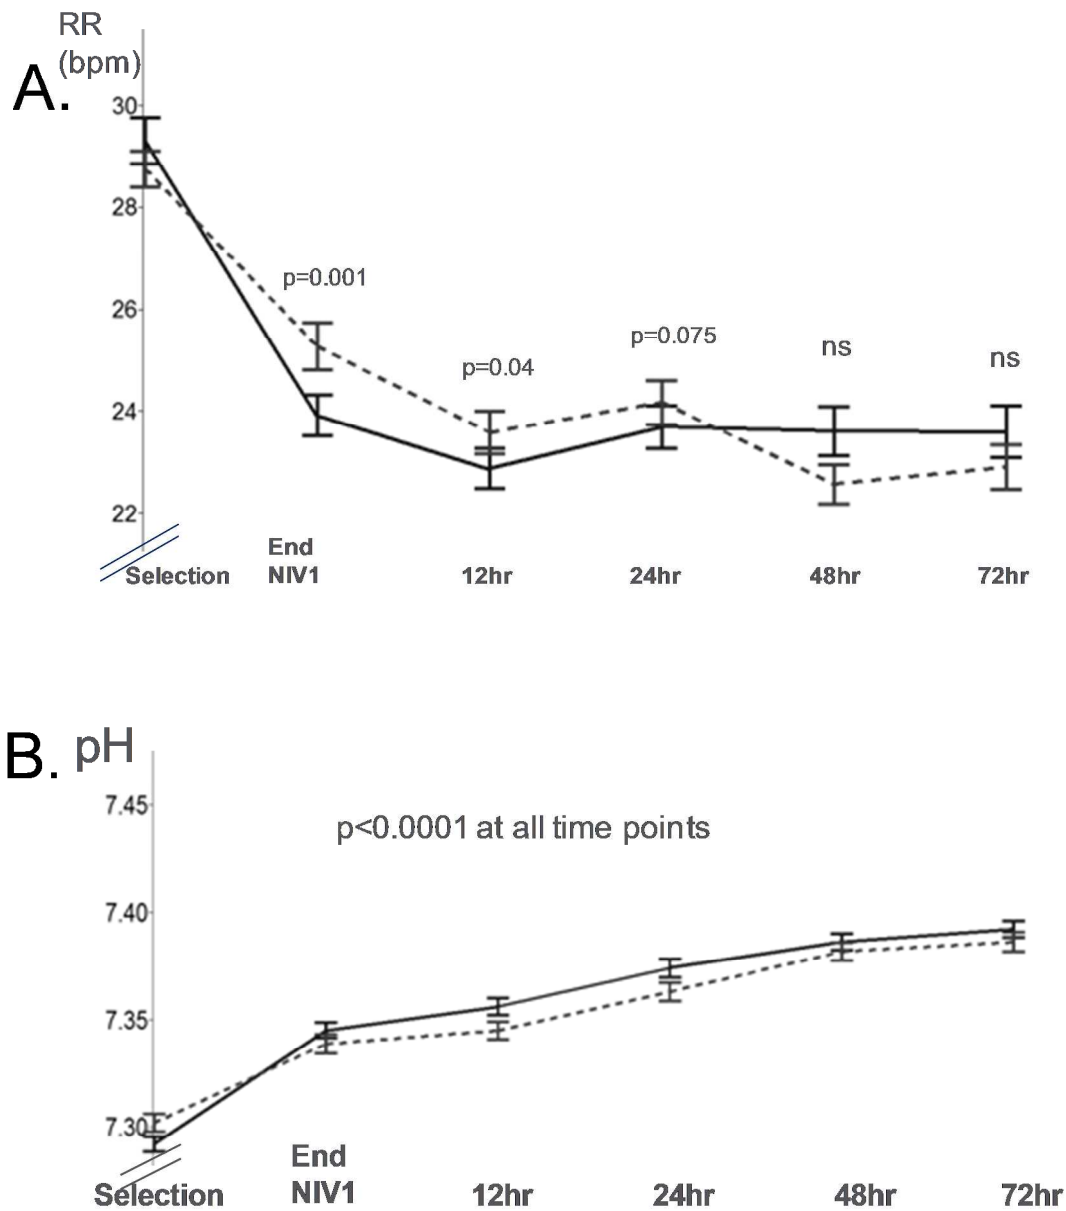 RR
(bpm)
A.
30
28
26
24
22
p=0.001
p=0.04
p=0.075
ns
ns
Selection
End
NIV1
12hr
24hr
48hr
72hr
B. pH
7.45
7.40
7.35
7.30
p<0.0001 at all time points
Selection
End
NIV1
12hr
24hr
48hr
72hr